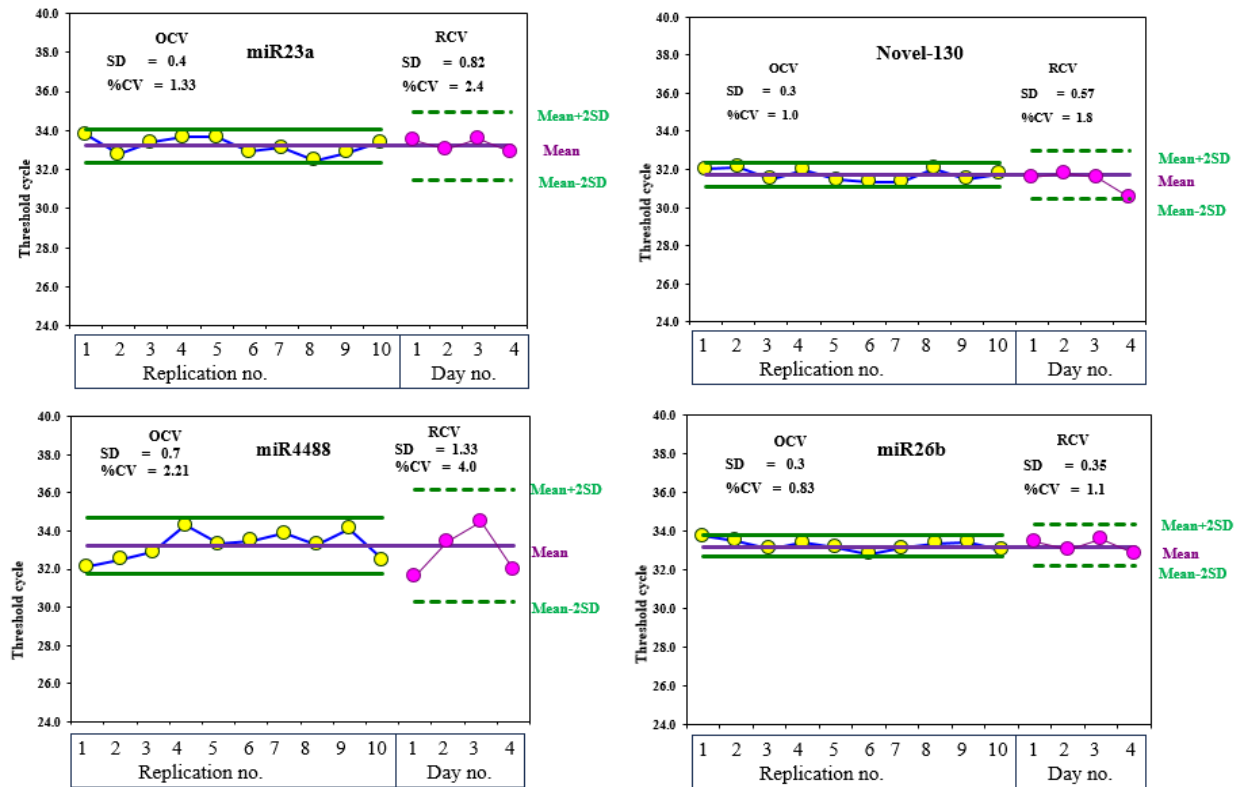 miR23a
OCV
SD = 0.4
%CV = 1.33
RCV
SD = 0.82
%CV = 2.4
Threshold cycle
40.0
38.0
36.0
34.0
32.0
30.0
28.0
26.0
24.0
Mean+2SD
Mean
Mean-2SD
1 2 3 4 5 6 7 8 9 10 1 2 3 4
Replication no. Day no.
Novel-130
OCV
SD = 0.3
%CV = 1.0
RCV
SD = 0.57
%CV = 1.8
Threshold cycle
40.0
38.0
36.0
34.0
32.0
30.0
28.0
26.0
24.0
Mean+2SD
Mean
Mean-2SD
1 2 3 4 5 6 7 8 9 10 1 2 3 4
Replication no. Day no.
miR4488
OCV
SD = 0.7
%CV = 2.21
RCV
SD = 1.33
%CV = 4.0
Threshold cycle
40.0
38.0
36.0
34.0
32.0
30.0
28.0
26.0
24.0
Mean+2SD
Mean
Mean-2SD
1 2 3 4 5 6 7 8 9 10 1 2 3 4
Replication no. Day no.
miR26b
OCV
SD = 0.3
%CV = 0.83
RCV
SD = 0.35
%CV = 1.1
Threshold cycle
40.0
38.0
36.0
34.0
32.0
30.0
28.0
26.0
24.0
Mean+2SD
Mean
Mean-2SD
1 2 3 4 5 6 7 8 9 10 1 2 3 4
Replication no. Day no.